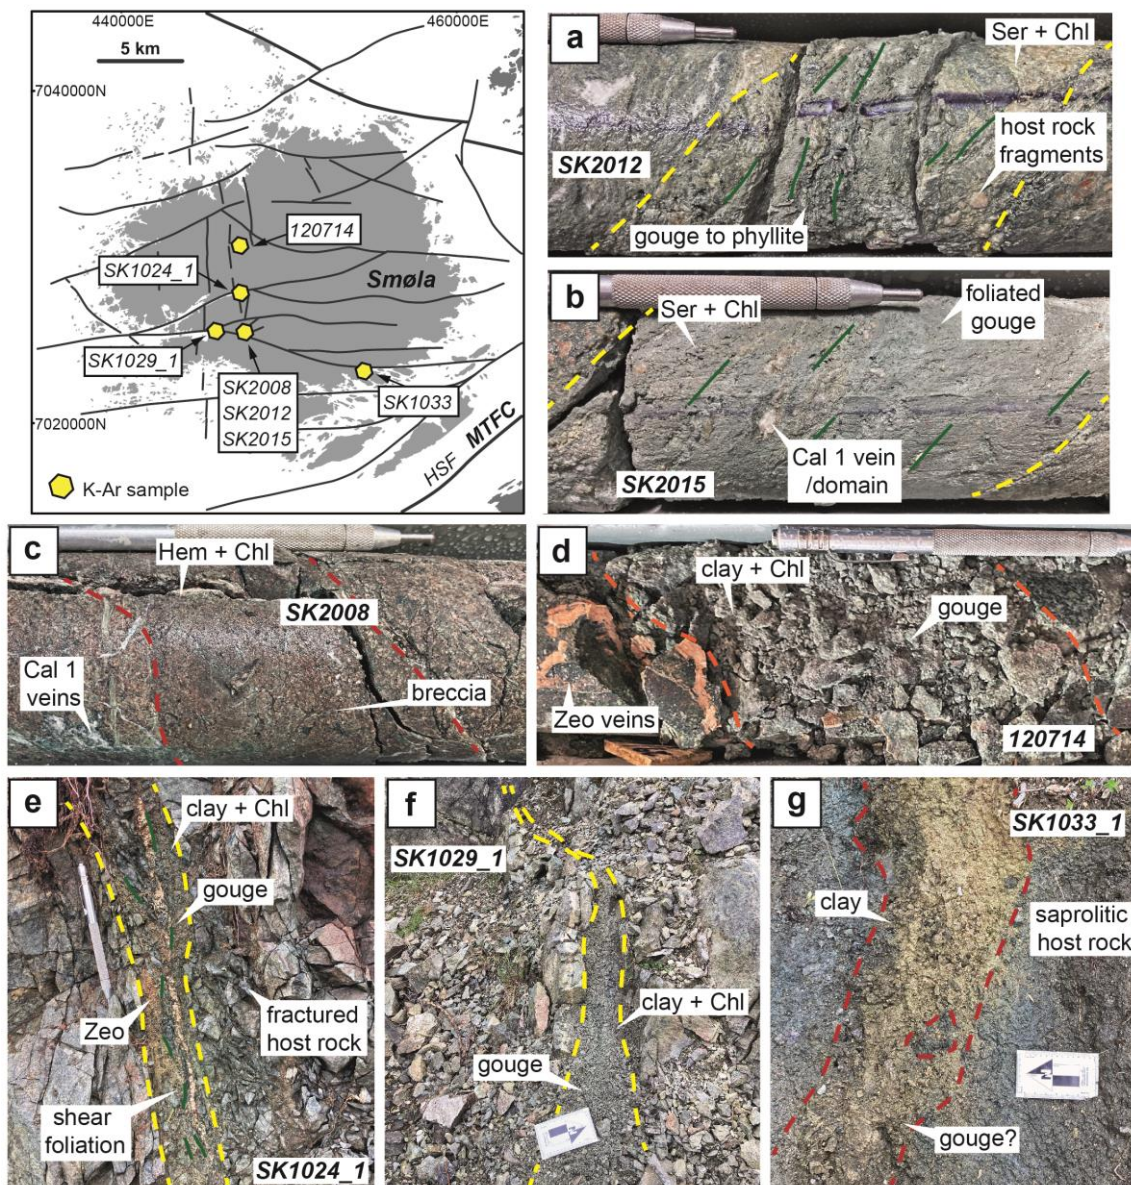 440000E
460000E
5 km
7040000N
120714
SK1024_1
Smøla
SK1029_1
SK2008
SK2012
SK2015
SK1033
7020000N
HSF MTFC
K-Ar sample
a
Ser + Chl
SK2012
host rock
fragments
gouge to phyllite
b
Ser + Chl
foliated
gouge
Cal 1 vein
/domain
SK2015
c
Hem + Chl
SK2008
Cal 1
veins
breccia
d
clay + Chl
gouge
Zeo veins
120714
e
clay + Chl
gouge
Zeo
fractured
host rock
shear
foliation
SK1024_1
f
SK1029_1
clay + Chl
gouge
g
SK1033_1
clay
saprolitic
host rock
gouge?